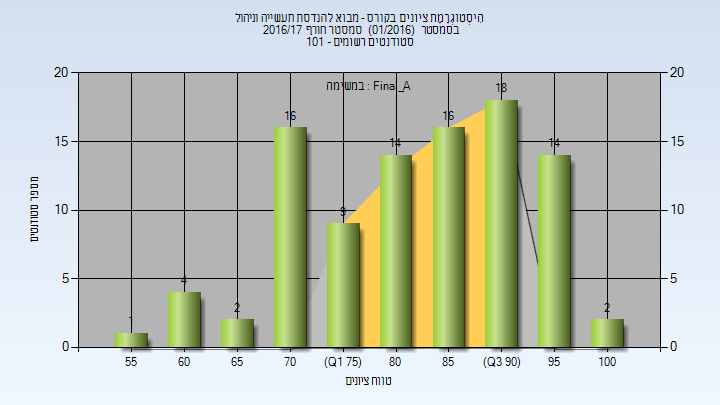 היסטוגרמת ציונים בקורס - מבוא להנדסת תעשייה וניהול
בסמסטר (01/2016) סמסטר חורף 2016/17
סטודנטים רשומים - 101
במשימה : Final_A
מספר סטודנטים
20 20
15 15
10 10
5 5
0 0
1 4 2 16 9 14 16 18 14 2
55 60 65 70 (Q1 75) 80 85 (Q3 90) 95 100
טווח ציונים